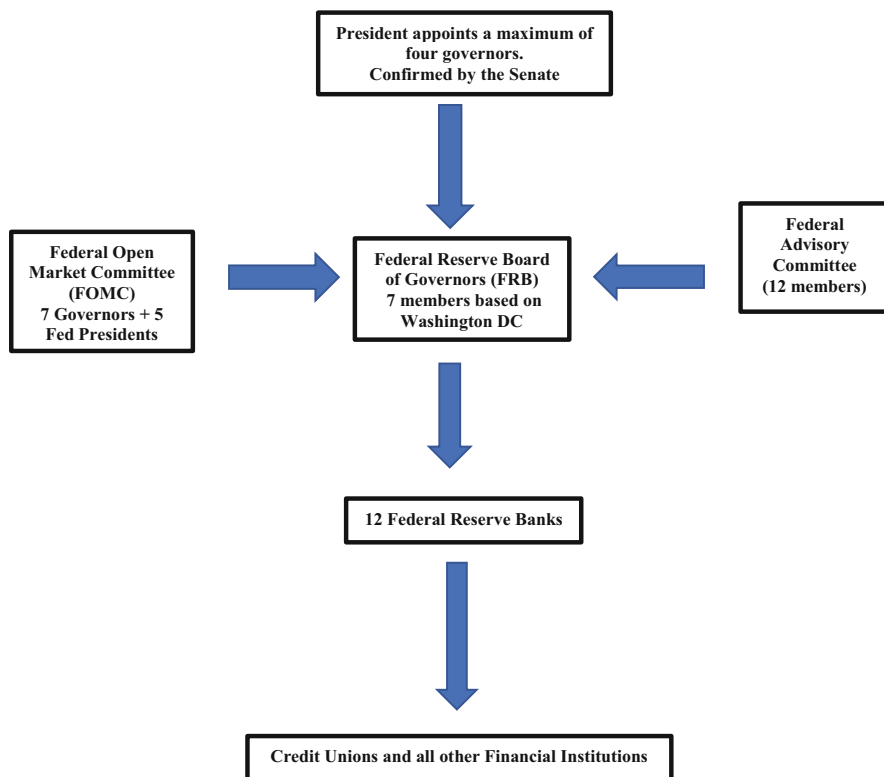 President appoints a maximum of
four governors.
Confirmed by the Senate
Federal Open
Market Committee
(FOMC)
7 Governors + 5
Fed Presidents
Federal Reserve Board
of Governors (FRB)
7 members based on
Washington DC
Federal
Advisory
Committee
(12 members)
12 Federal Reserve Banks
Credit Unions and all other Financial Institutions